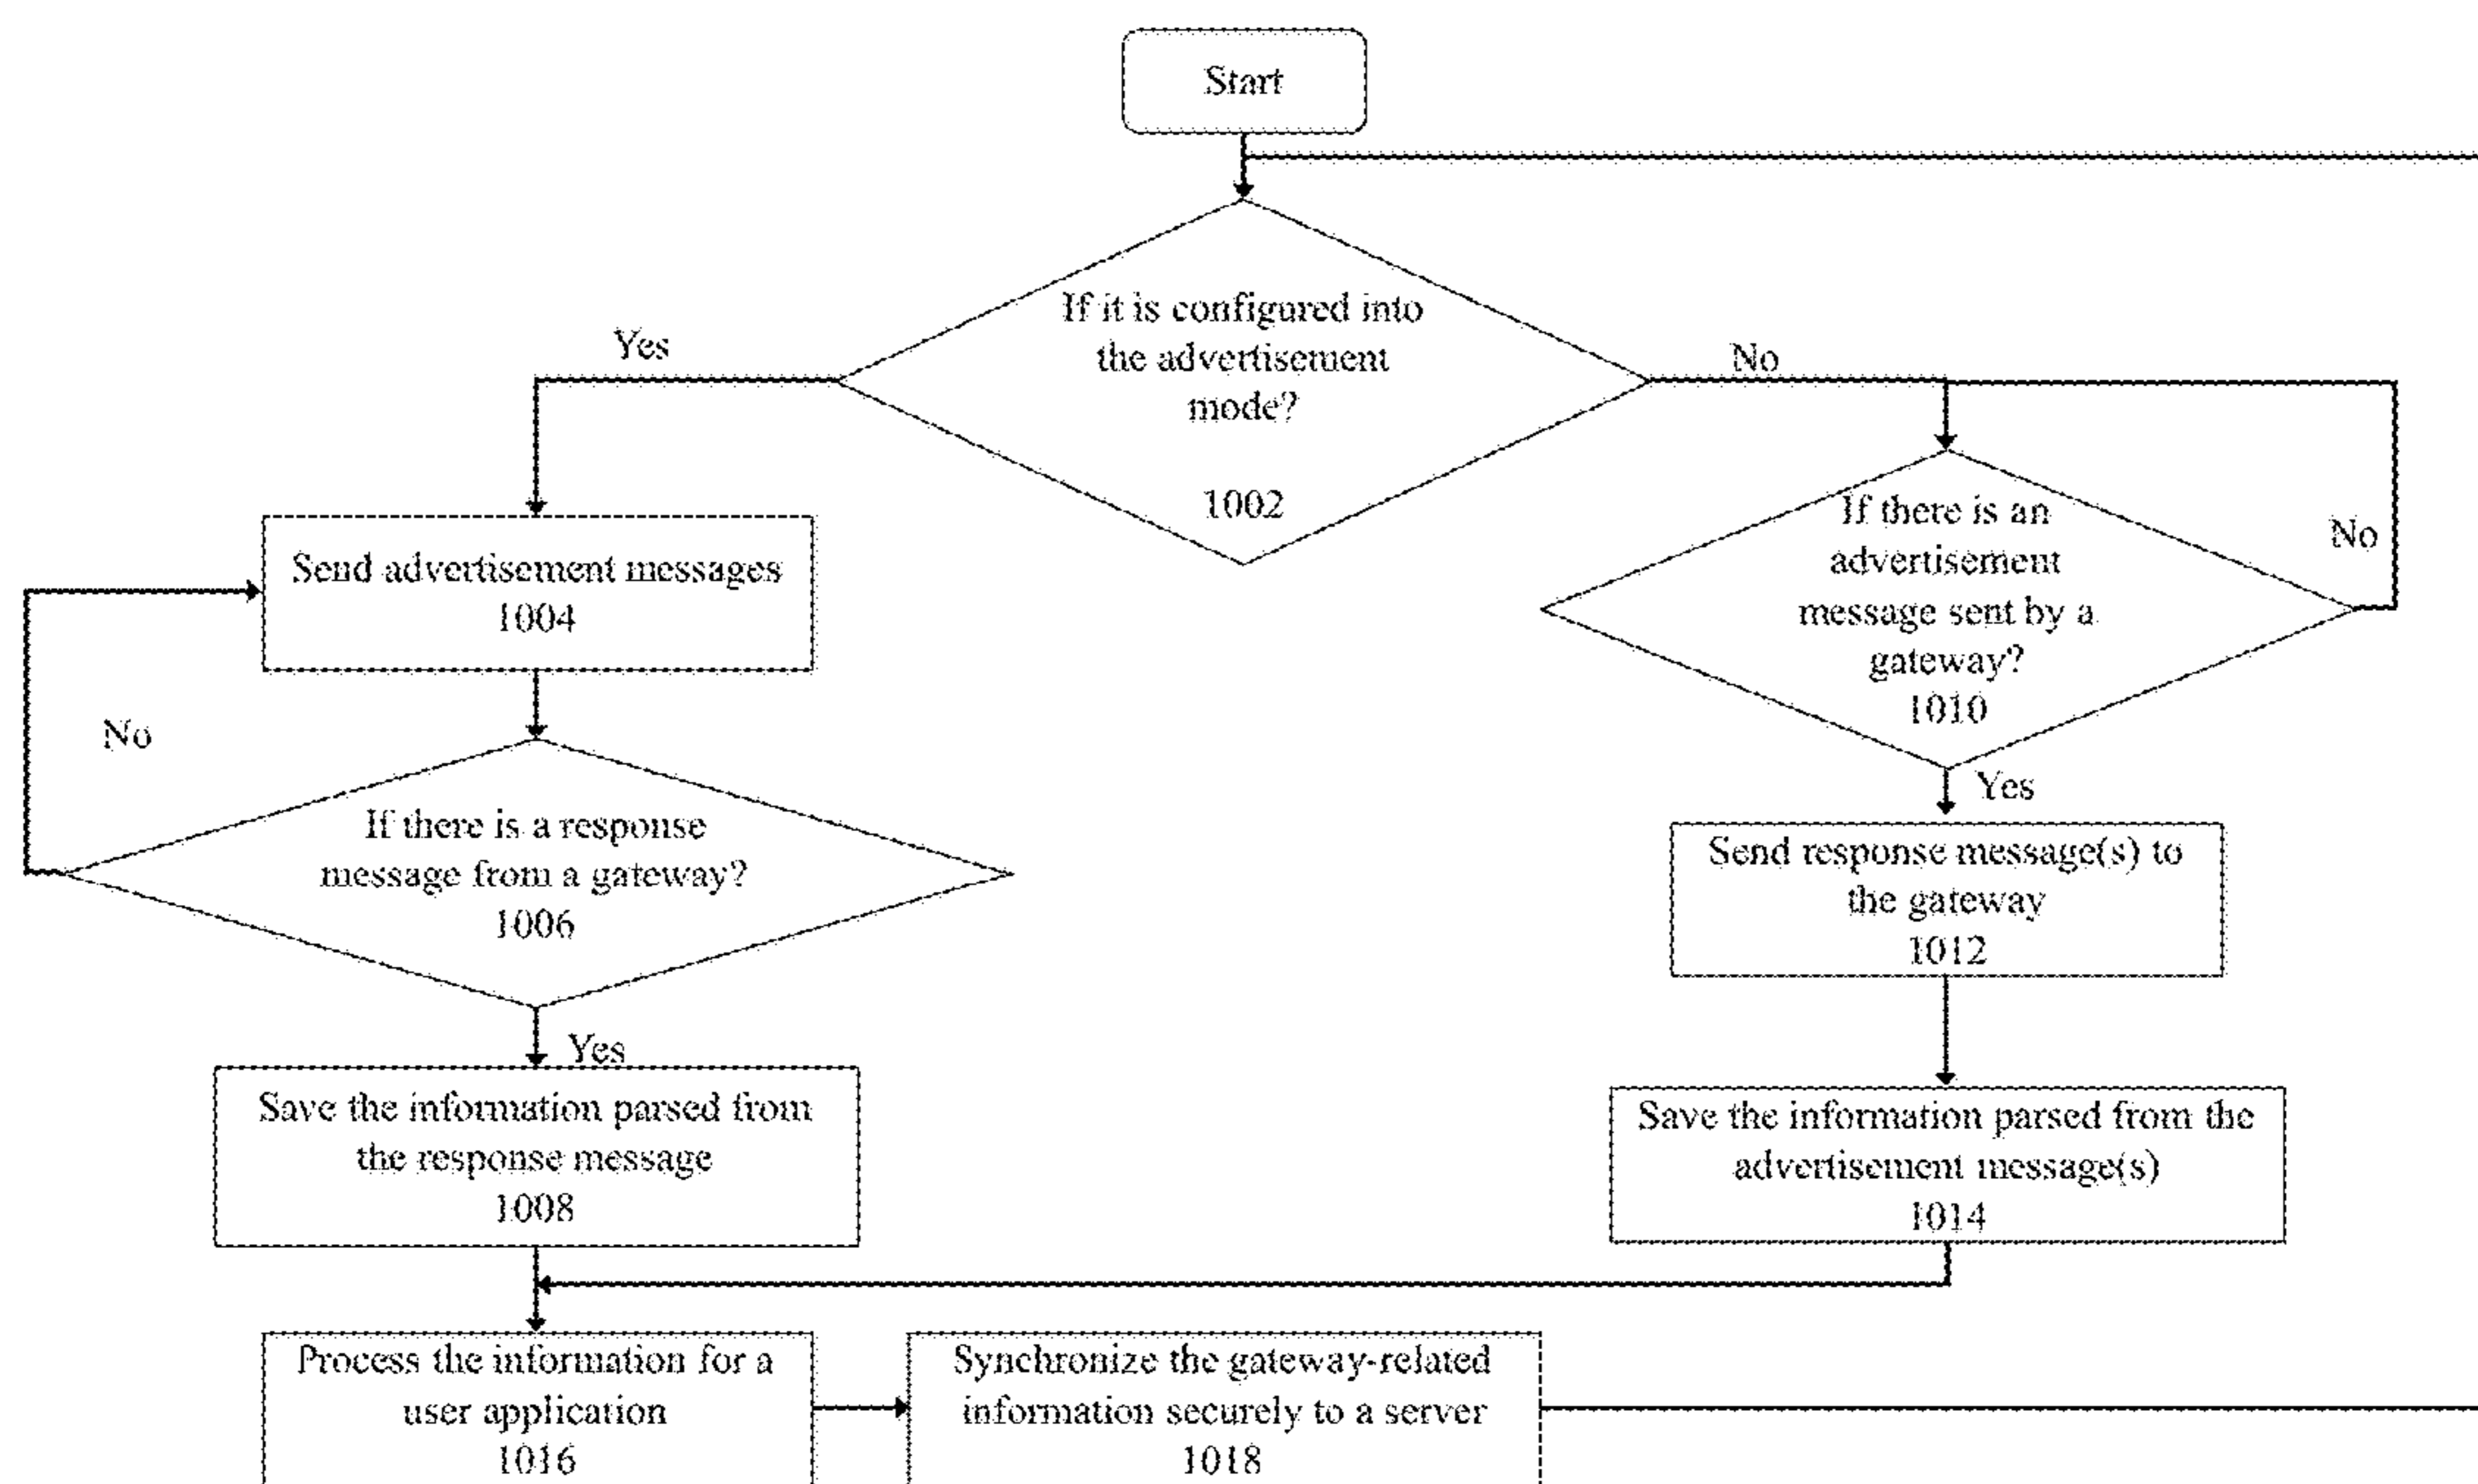 Start
If it is configured into
the advertisement
mode?
1002
Yes
No
Send advertisement messages
1004
No
If there is a response
message from a gateway?
1006
Yes
Save the information parsed from
the response message
1008
If there is an
advertisement
message sent by a
gateway?
1010
No
Yes
Send response message(s) to
the gateway
1012
Save the information parsed from the
advertisement message(s)
1014
Process the information for a
user application
1016
Synchronize the gateway-related
information securely to a server
1018